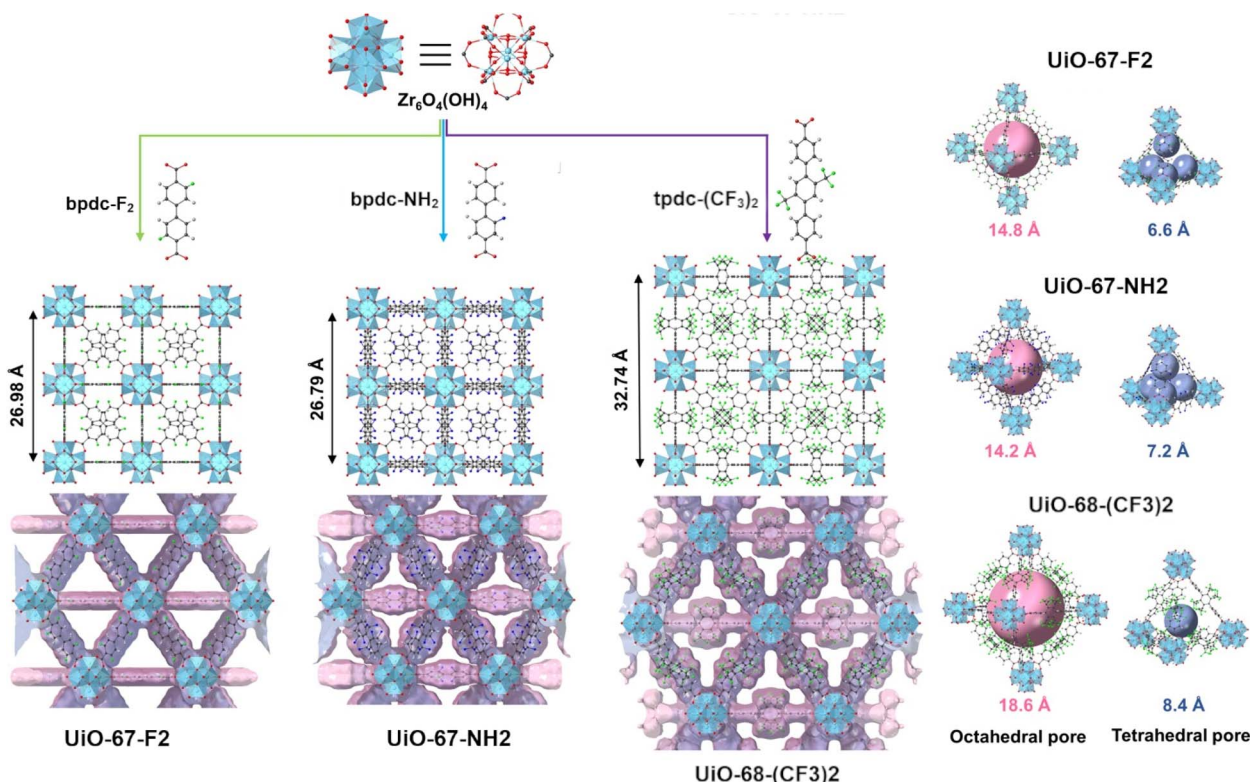 Zr₆O₄(OH)₄
bpdc-F₂
bpdc-NH₂
tpdc-(CF₃)₂
26.98 Å
26.79 Å
32.74 Å
UiO-67-F2
UiO-67-NH2
UiO-68-(CF3)2
UiO-67-F2
14.8 Å 6.6 Å
UiO-67-NH2
14.2 Å 7.2 Å
UiO-68-(CF3)2
18.6 Å 8.4 Å
Octahedral pore Tetrahedral pore